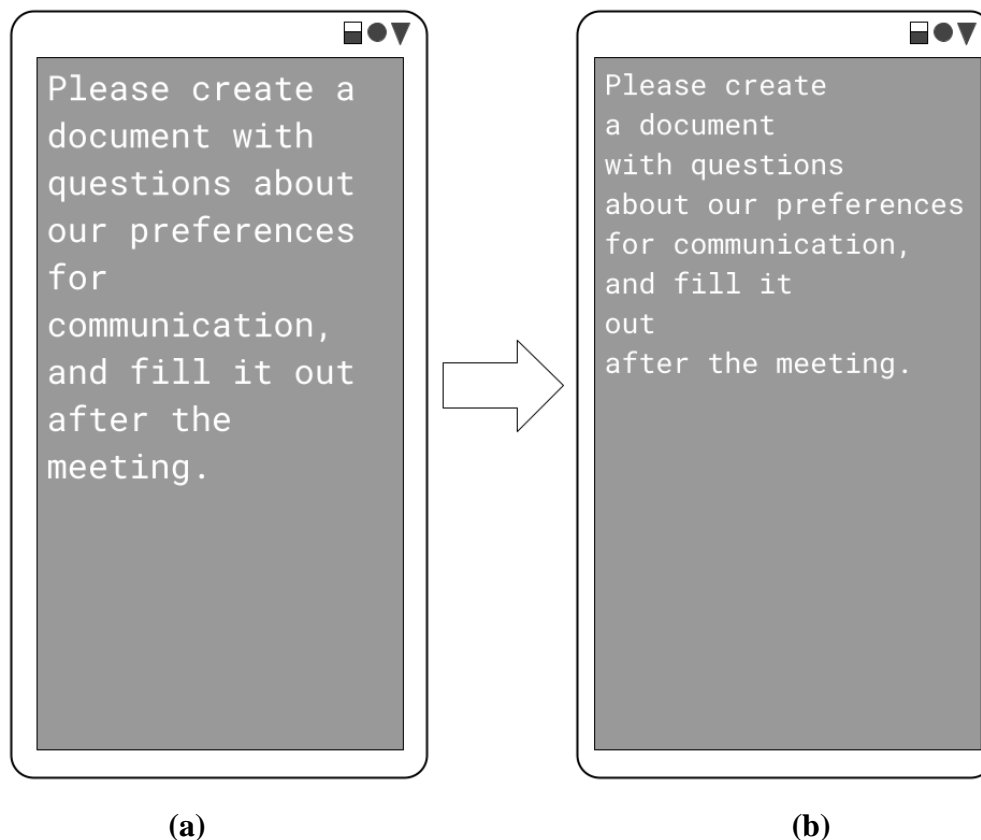 Please create a
document with
questions about
our preferences
for
communication,
and fill it out
after the
meeting.
Please create
a document
with questions
about our preferences
for communication,
and fill it
out
after the meeting.
(a)
(b)